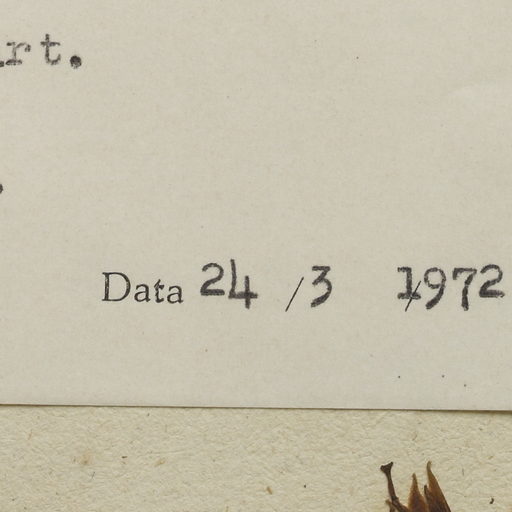 rt.
Data 24 /3 /1972